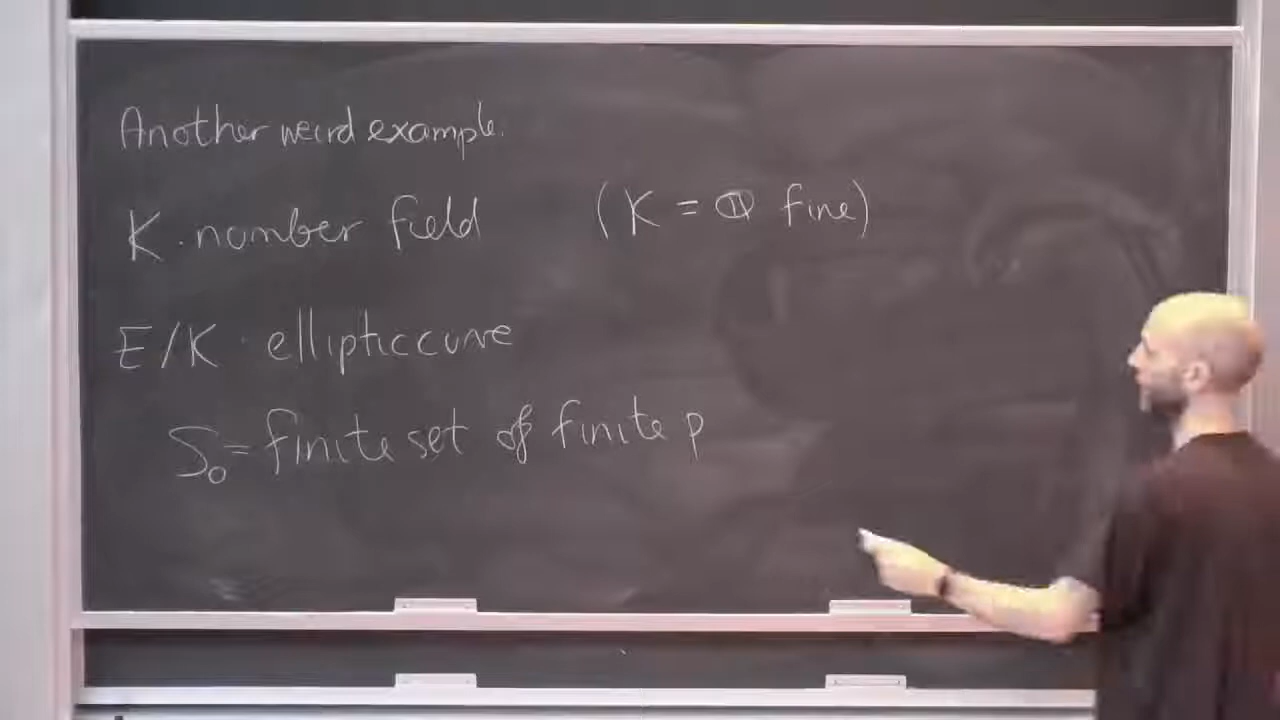 Another weird example.
K. number field (K = ℚ fine)
E/K. elliptic curve
S₀ = finite set of finite p